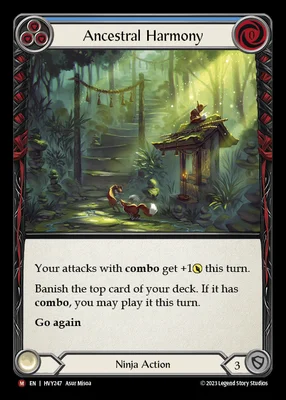 Ancestral Harmony
Your attacks with combo get +1 this turn.
Banish the top card of your deck. If it has
combo, you may play it this turn.
Go again
Ninja Action
3
M EN | HVY247 Asur Misoa
©2023 Legend Story Studios